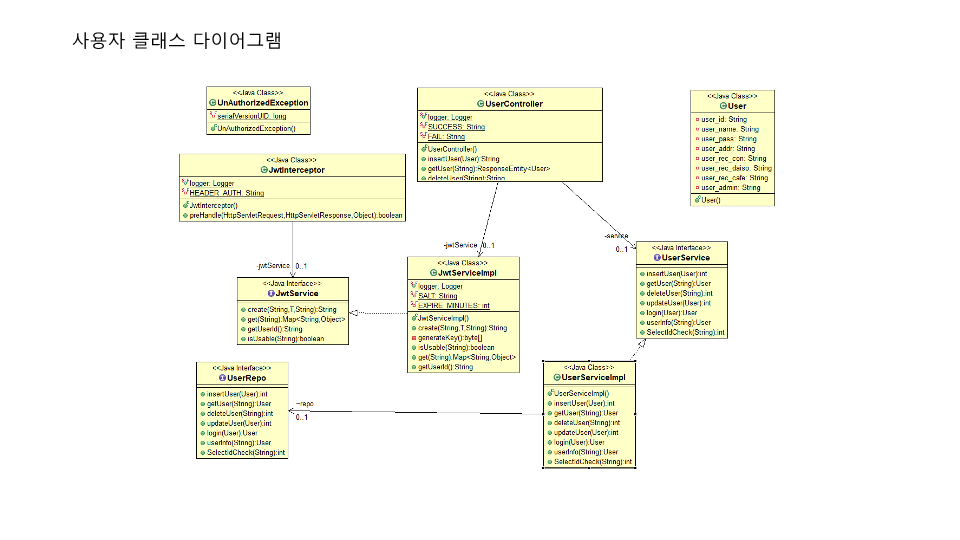 사용자 클래스 다이어그램
<<Java Class>>
UnAuthorizedException
serialVersionUID: long
UnAuthorizedException()
<<Java Class>>
UserController
logger: Logger
SUCCESS: String
FAIL: String
UserController()
insertUser(User):String
getUser(String):ResponseEntity<User>
deleteUser(String):String
<<Java Class>>
User
user_id: String
user_name: String
user_pass: String
user_addr: String
user_rec_con: String
user_rec_daiso: String
user_rec_cafe: String
user_admin: String
User()
<<Java Class>>
JwtInterceptor
logger: Logger
HEADER_AUTH: String
JwtInterceptor()
preHandle(HttpServletRequest,HttpServletResponse,Object):boolean
-jwtService 0..1
-jwtService 0..1
-service
0..1
<<Java Interface>>
JwtService
create(String,T,String):String
get(String):Map<String,Object>
getUserId():String
isUsable(String):boolean
<<Java Class>>
JwtServiceImpl
logger: Logger
SALT: String
EXPIRE_MINUTES: int
JwtServiceImpl()
create(String,T,String):String
generateKey():byte[]
isUsable(String):boolean
get(String):Map<String,Object>
getUserId():String
<<Java Interface>>
UserService
insertUser(User):int
getUser(String):User
deleteUser(String):int
updateUser(User):int
login(User):User
userInfo(String):User
SelectIdCheck(String):int
<<Java Interface>>
UserRepo
insertUser(User):int
getUser(String):User
deleteUser(String):int
updateUser(User):int
login(User):User
userInfo(String):User
SelectIdCheck(String):int
~repo
0..1
<<Java Class>>
UserServiceImpl
UserServiceImpl()
insertUser(User):int
getUser(String):User
deleteUser(String):int
updateUser(User):int
login(User):User
userInfo(String):User
SelectIdCheck(String):int